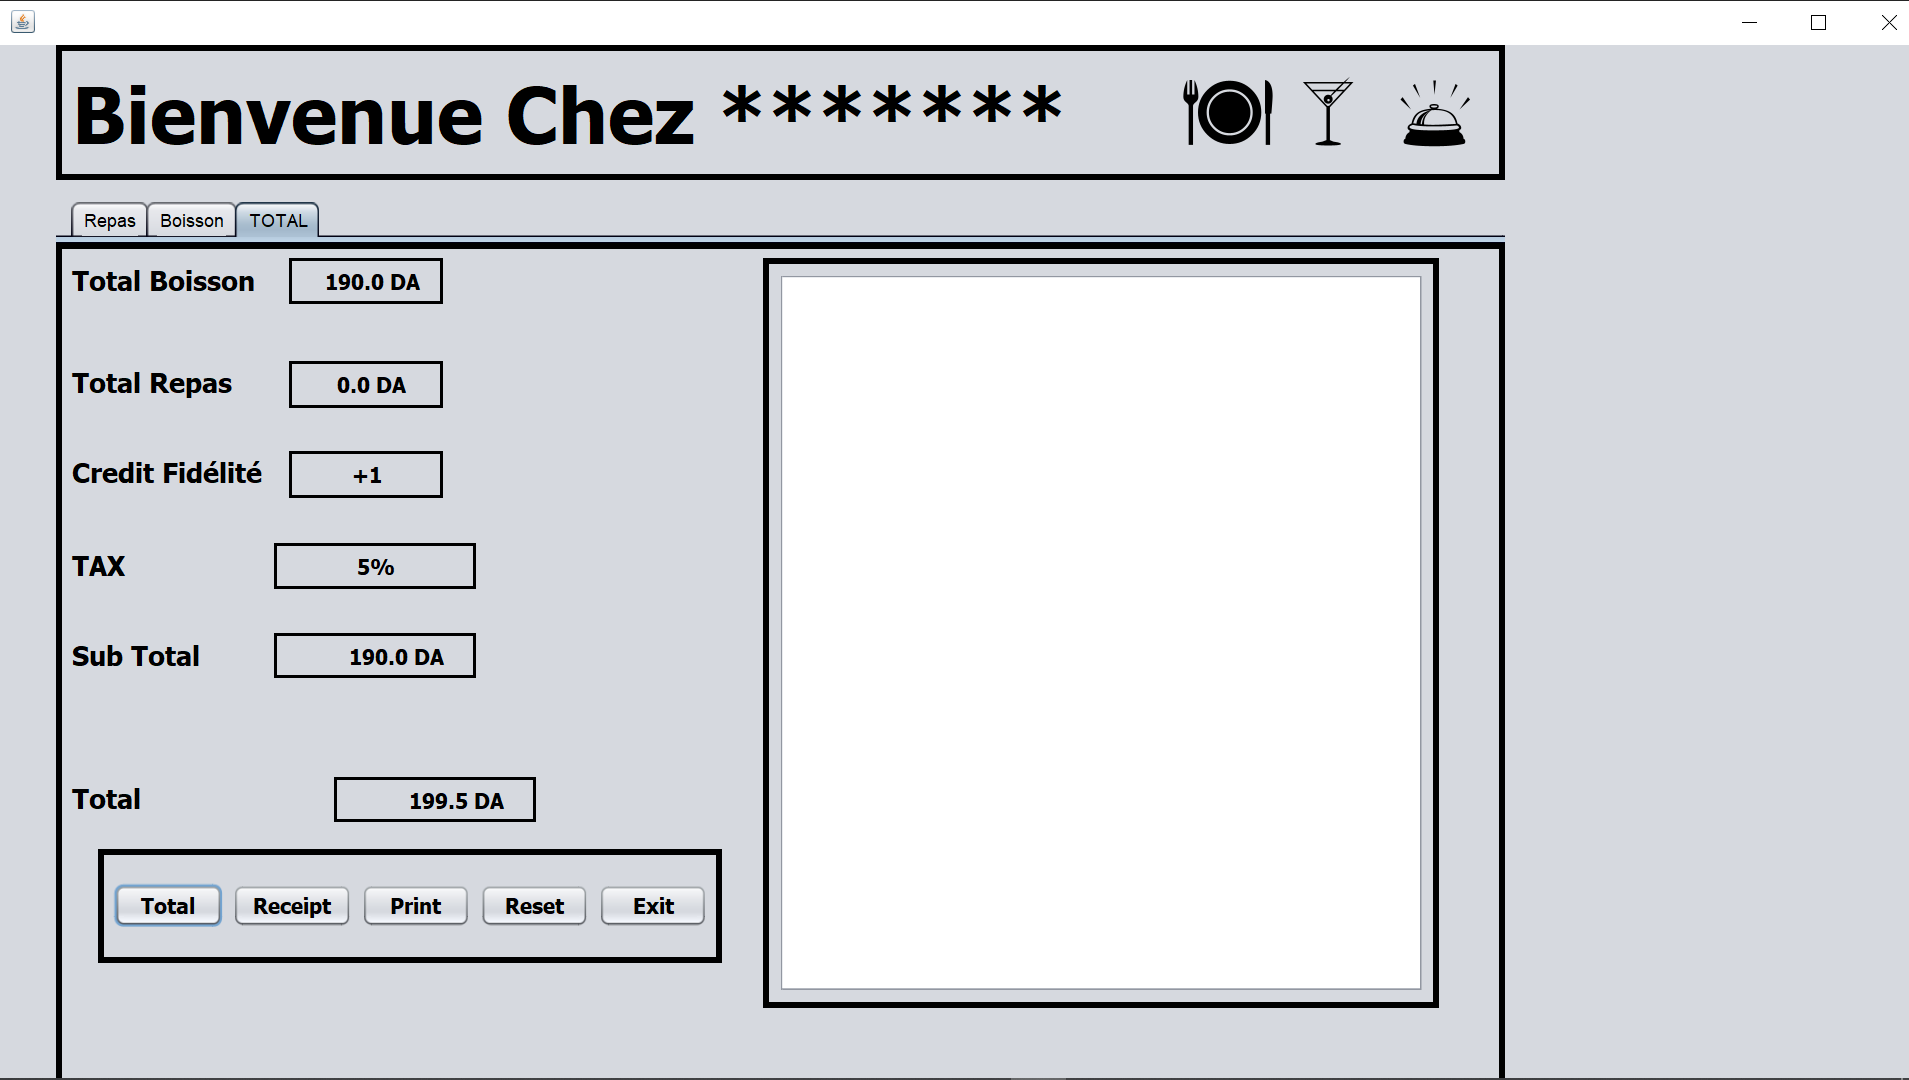 Bienvenue Chez *******
Repas Boisson TOTAL
Total Boisson 190.0 DA
Total Repas 0.0 DA
Credit Fidélité +1
TAX 5%
Sub Total 190.0 DA
Total 199.5 DA
Total Receipt Print Reset Exit